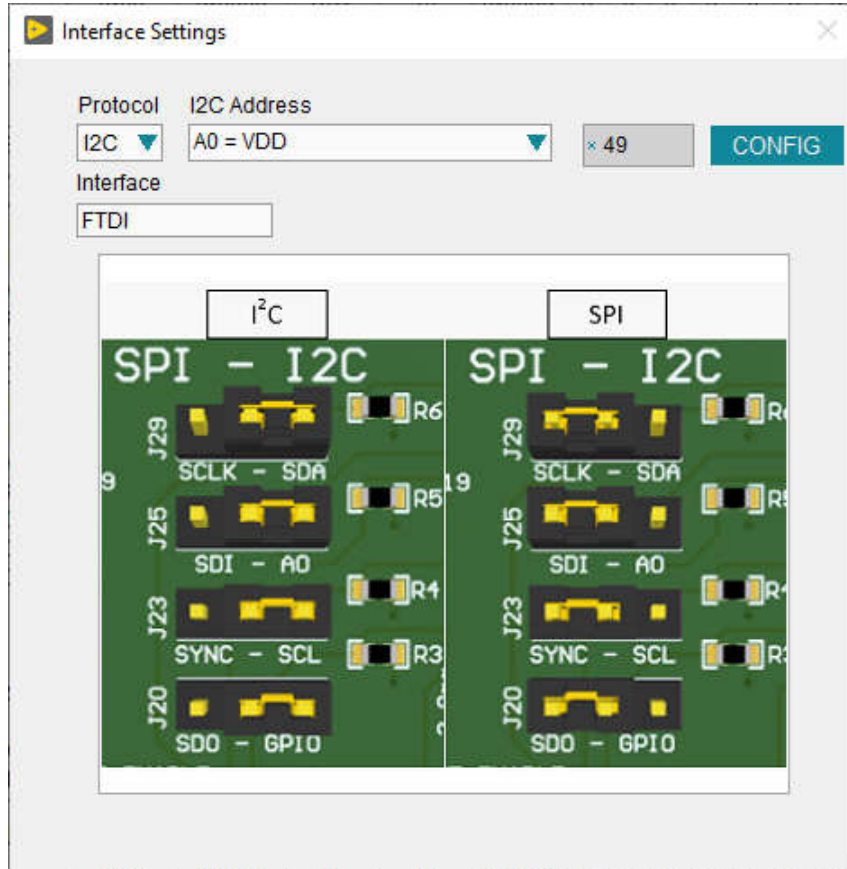 Interface Settings
Protocol I2C Address
I2C A0 = VDD × 49 CONFIG
Interface
FTDI
I²C SPI
SPI - I2C SPI - I2C
J29 R6 J29
SCLK - SDA SCLK - SDA
9 19
J25 R5 J25
SDI - A0 SDI - A0
J23 R4 J23
SYNC - SCL R3 SYNC - SCL
J20 J20
SDO - GPIO SDO - GPIO